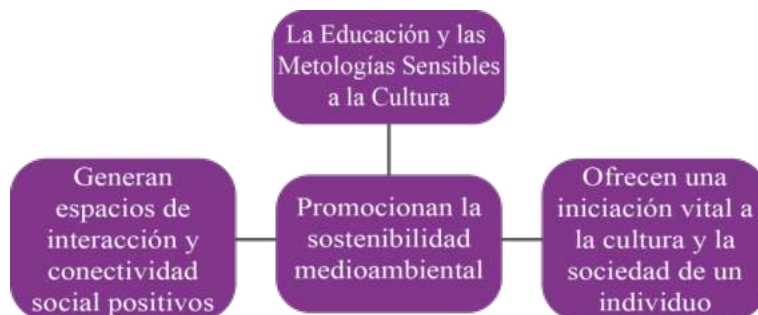 La Educación y las
Metologías Sensibles
a la Cultura
Generan
espacios de
interacción y
conectividad
social positivos
Promocionan la
sostenibilidad
medioambiental
Ofrecen una
iniciación vital a
la cultura y la
sociedad de un
individuo